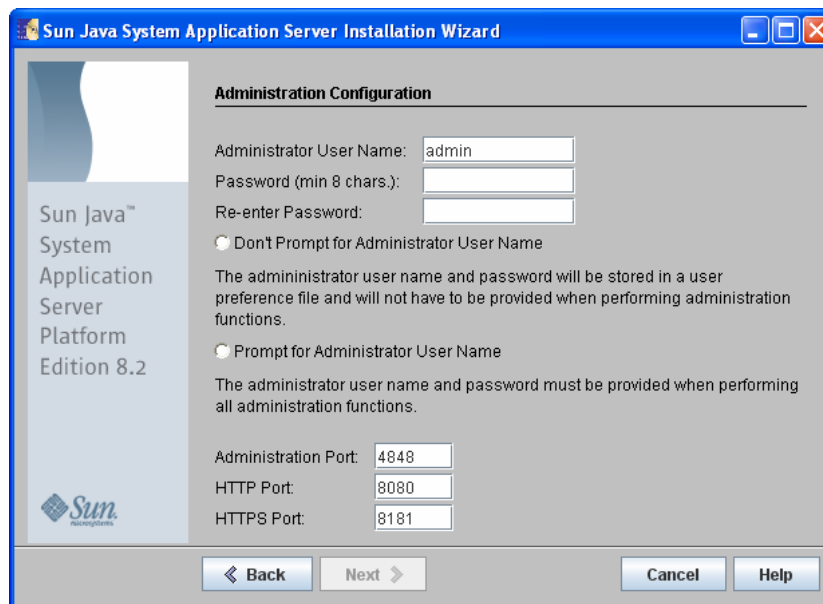 Sun Java System Application Server Installation Wizard
Sun Java™
System
Application
Server
Platform
Edition 8.2
Sun
microsystems
Administration Configuration
Administrator User Name: admin
Password (min 8 chars.):
Re-enter Password:
Don't Prompt for Administrator User Name
The admininistrator user name and password will be stored in a user
preference file and will not have to be provided when performing administration
functions.
Prompt for Administrator User Name
The administrator user name and password must be provided when performing
all administration functions.
Administration Port: 4848
HTTP Port: 8080
HTTPS Port: 8181
Back Next Cancel Help